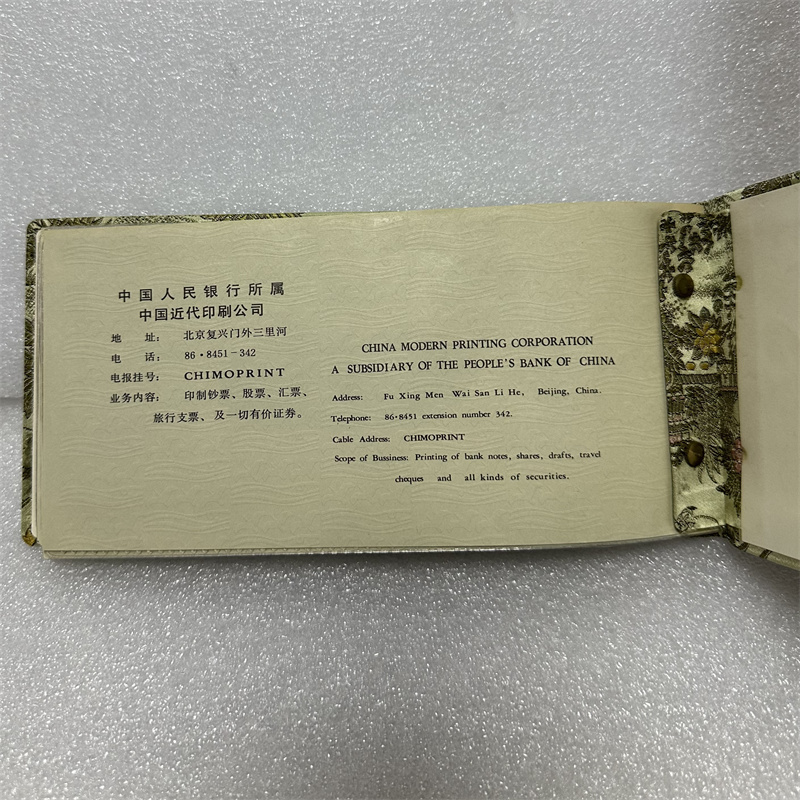 中国人民银行所属
中国近代印刷公司
地 址: 北京复兴门外三里河
电 话: 86·8451-342
电报挂号: CHIMOPRINT
业务内容: 印制钞票、股票、汇票、
旅行支票、及一切有价证券。
CHINA MODERN PRINTING CORPORATION
A SUBSIDIARY OF THE PEOPLE'S BANK OF CHINA
Address: Fu Xing Men Wai San Li He, Beijing, China.
Telephone: 86·8451 extension number 342.
Cable Address: CHIMOPRINT
Scope of Bussiness: Printing of bank notes, shares, drafts, travel
cheques and all kinds of securities.